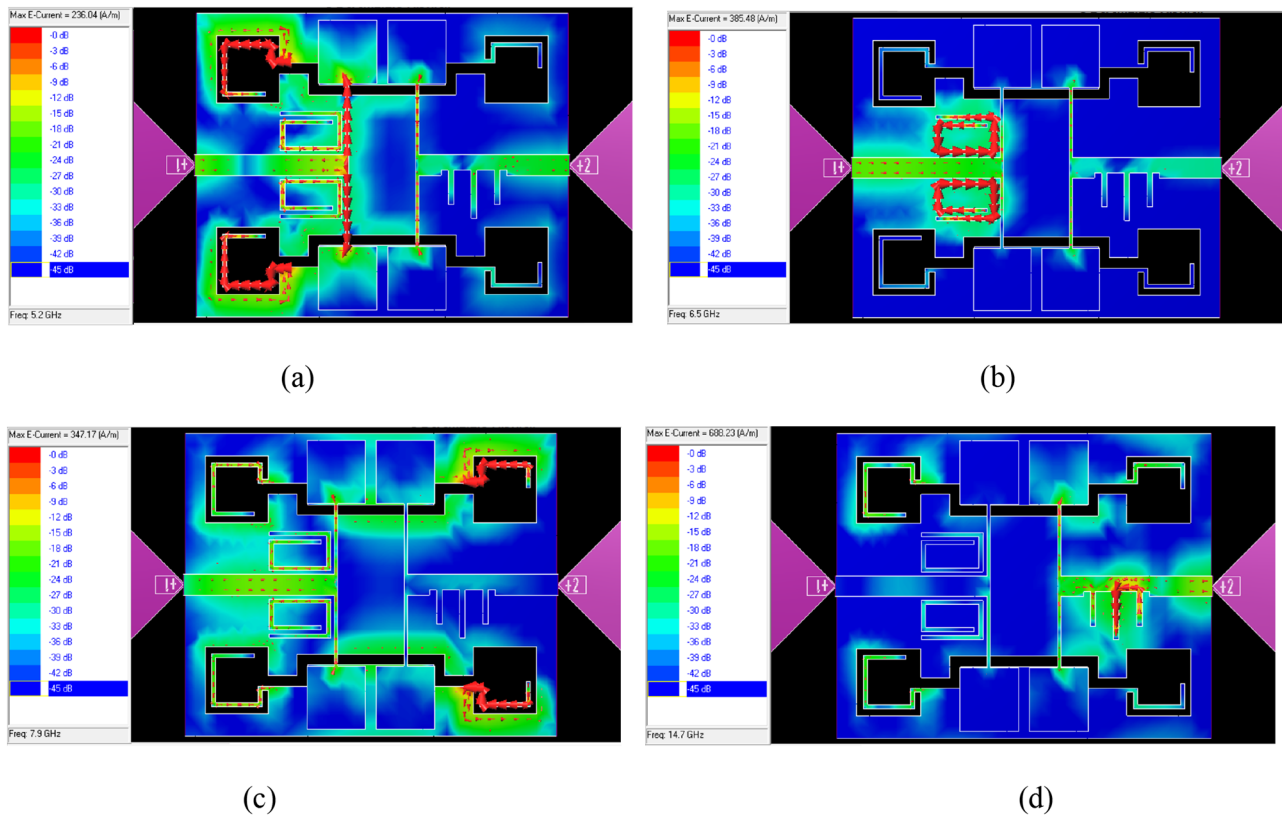 Max E-Current = 236.04 (A/m)
-0 dB
-3 dB
-6 dB
-9 dB
-12 dB
-15 dB
-18 dB
-21 dB
-24 dB
-27 dB
-30 dB
-33 dB
-36 dB
-39 dB
-42 dB
-45 dB
Freq: 5.2 GHz
1+
+2
(a)
Max E-Current = 385.48 (A/m)
-0 dB
-3 dB
-6 dB
-9 dB
-12 dB
-15 dB
-18 dB
-21 dB
-24 dB
-27 dB
-30 dB
-33 dB
-36 dB
-39 dB
-42 dB
-45 dB
Freq: 6.5 GHz
1+
+2
(b)
Max E-Current = 347.17 (A/m)
-0 dB
-3 dB
-6 dB
-9 dB
-12 dB
-15 dB
-18 dB
-21 dB
-24 dB
-27 dB
-30 dB
-33 dB
-36 dB
-39 dB
-42 dB
-45 dB
Freq: 7.9 GHz
1+
+2
(c)
Max E-Current = 688.23 (A/m)
-0 dB
-3 dB
-6 dB
-9 dB
-12 dB
-15 dB
-18 dB
-21 dB
-24 dB
-27 dB
-30 dB
-33 dB
-36 dB
-39 dB
-42 dB
-45 dB
Freq: 14.7 GHz
1+
+2
(d)